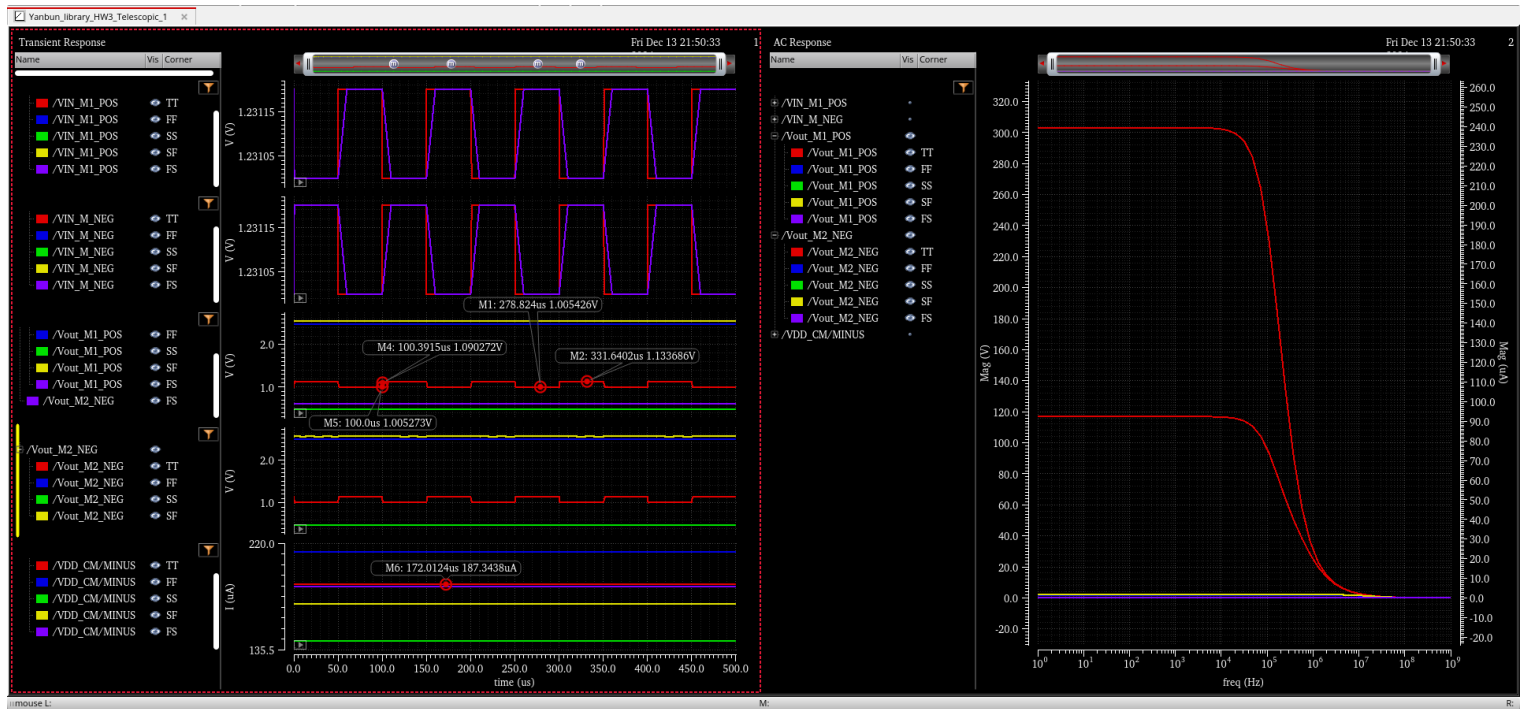 Yanbun_library_HW3_Telescopic_1
Transient Response
Fri Dec 13 21:50:33
1
Name Vis Corner
/VIN_M1_POS TT
/VIN_M1_POS FF
/VIN_M1_POS SS
/VIN_M1_POS SF
/VIN_M1_POS FS
V (V)
1.23115
1.23105
/VIN_M_NEG TT
/VIN_M_NEG FF
/VIN_M_NEG SS
/VIN_M_NEG SF
/VIN_M_NEG FS
V (V)
1.23115
1.23105
/Vout_M1_POS FF
/Vout_M1_POS SS
/Vout_M1_POS SF
/Vout_M1_POS FS
/Vout_M2_NEG FS
V (V)
2.0
1.0
M1: 278.824us 1.005426V
M4: 100.3915us 1.090272V
M2: 331.6402us 1.133686V
M5: 100.0us 1.005273V
/Vout_M2_NEG
/Vout_M2_NEG TT
/Vout_M2_NEG FF
/Vout_M2_NEG SS
/Vout_M2_NEG SF
V (V)
2.0
1.0
/VDD_CM/MINUS TT
/VDD_CM/MINUS FF
/VDD_CM/MINUS SS
/VDD_CM/MINUS SF
/VDD_CM/MINUS FS
I (uA)
220.0
135.5
M6: 172.0124us 187.3438uA
0.0 50.0 100.0 150.0 200.0 250.0 300.0 350.0 400.0 450.0 500.0
time (us)
AC Response
Fri Dec 13 21:50:33
2
Name Vis Corner
/VIN_M1_POS
/VIN_M_NEG
/Vout_M1_POS
/Vout_M1_POS TT
/Vout_M1_POS FF
/Vout_M1_POS SS
/Vout_M1_POS SF
/Vout_M1_POS FS
/Vout_M2_NEG
/Vout_M2_NEG TT
/Vout_M2_NEG FF
/Vout_M2_NEG SS
/Vout_M2_NEG SF
/Vout_M2_NEG FS
/VDD_CM/MINUS
Mag (V)
320.0
300.0
280.0
260.0
240.0
220.0
200.0
180.0
160.0
140.0
120.0
100.0
80.0
60.0
40.0
20.0
0.0
-20.0
260.0
250.0
240.0
230.0
220.0
210.0
200.0
190.0
180.0
170.0
160.0
150.0
140.0
130.0
120.0
110.0
100.0
90.0
80.0
70.0
60.0
50.0
40.0
30.0
20.0
10.0
0.0
-10.0
-20.0
Mag (uA)
10⁰ 10¹ 10² 10³ 10⁴ 10⁵ 10⁶ 10⁷ 10⁸ 10⁹
freq (Hz)
mouse L: M: R: